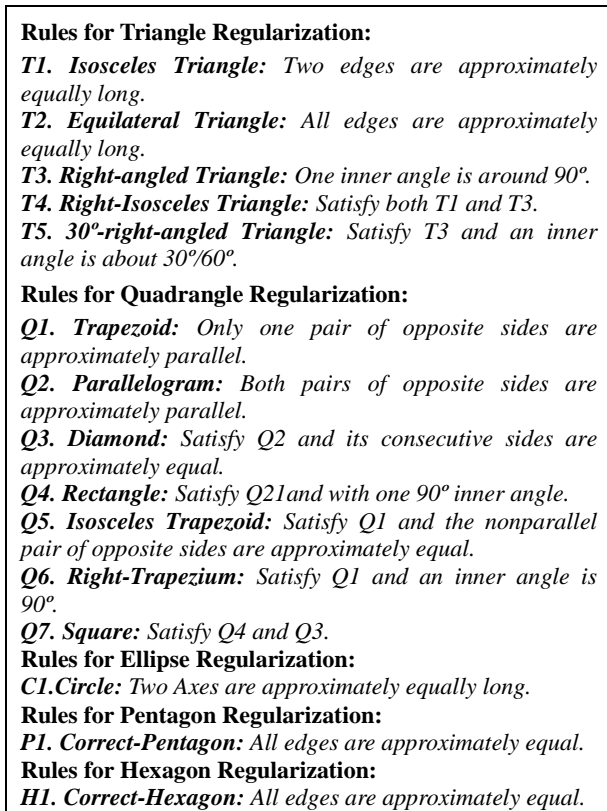 Rules for Triangle Regularization:
T1. Isosceles Triangle: Two edges are approximately
equally long.
T2. Equilateral Triangle: All edges are approximately
equally long.
T3. Right-angled Triangle: One inner angle is around 90º.
T4. Right-Isosceles Triangle: Satisfy both T1 and T3.
T5. 30º-right-angled Triangle: Satisfy T3 and an inner
angle is about 30º/60º.
Rules for Quadrangle Regularization:
Q1. Trapezoid: Only one pair of opposite sides are
approximately parallel.
Q2. Parallelogram: Both pairs of opposite sides are
approximately parallel.
Q3. Diamond: Satisfy Q2 and its consecutive sides are
approximately equal.
Q4. Rectangle: Satisfy Q21and with one 90º inner angle.
Q5. Isosceles Trapezoid: Satisfy Q1 and the nonparallel
pair of opposite sides are approximately equal.
Q6. Right-Trapezium: Satisfy Q1 and an inner angle is
90º.
Q7. Square: Satisfy Q4 and Q3.
Rules for Ellipse Regularization:
C1.Circle: Two Axes are approximately equally long.
Rules for Pentagon Regularization:
P1. Correct-Pentagon: All edges are approximately equal.
Rules for Hexagon Regularization:
H1. Correct-Hexagon: All edges are approximately equal.